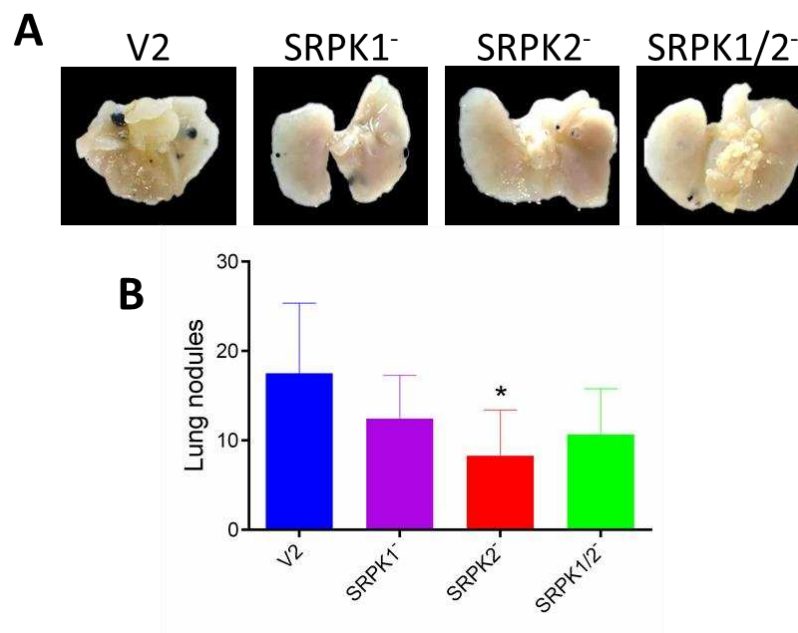 A
V2 SRPK1⁻ SRPK2⁻ SRPK1/2⁻
B
Lung nodules
30
20
10
0
*
V2 SRPK1⁻ SRPK2⁻ SRPK1/2⁻